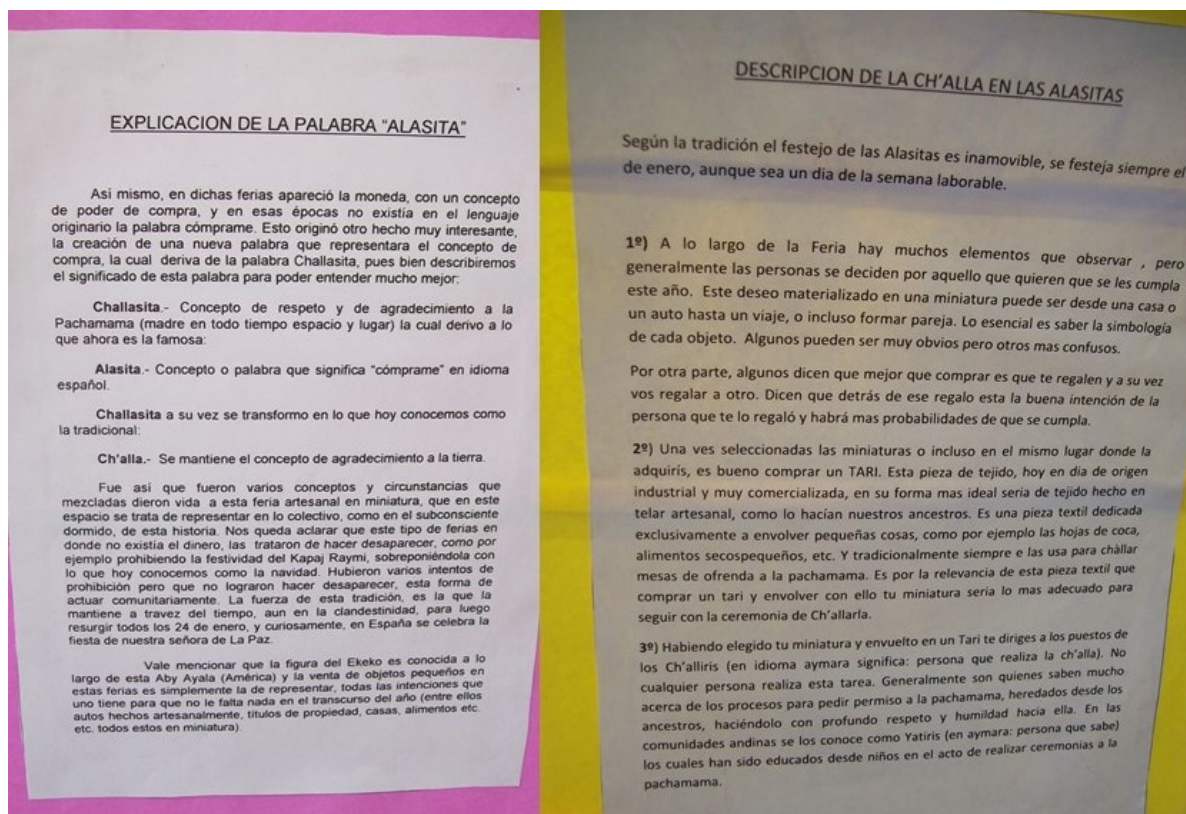 EXPLICACION DE LA PALABRA “ALASITA”
Asi mismo, en dichas ferias apareció la moneda, con un concepto
de poder de compra, y en esas épocas no existía en el lenguaje
originario la palabra cómprame. Esto originó otro hecho muy interesante,
la creación de una nueva palabra que representara el concepto de
compra, la cual deriva de la palabra Challasita, pues bien describiremos
el significado de esta palabra para poder entender mucho mejor:
Challasita.- Concepto de respeto y de agradecimiento a la
Pachamama (madre en todo tiempo espacio y lugar) la cual derivo a lo
que ahora es la famosa:
Alasita.- Concepto o palabra que significa “cómprame” en idioma
español.
Challasita a su vez se transformo en lo que hoy conocemos como
la tradicional:
Ch’alla.- Se mantiene el concepto de agradecimiento a la tierra.
Fue así que fueron varios conceptos y circunstancias que
mezcladas dieron vida a esta feria artesanal en miniatura, que en este
espacio se trata de representar en lo colectivo, como en el subconsciente
dormido, de esta historia. Nos queda aclarar que este tipo de ferias en
donde no existía el dinero, las trataron de hacer desaparecer, como por
ejemplo prohibiendo la festividad del Kapaj Raymi, sobreponiéndola con
lo que hoy conocemos como la navidad. Hubieron varios intentos de
prohibición pero que no lograron hacer desaparecer, esta forma de
actuar comunitariamente. La fuerza de esta tradición, es la que la
mantiene a travez del tiempo, aun en la clandestinidad, para luego
resurgir todos los 24 de enero, y curiosamente, en España se celebra la
fiesta de nuestra señora de La Paz.
Vale mencionar que la figura del Ekeko es conocida a lo
largo de esta Aby Ayala (América) y la venta de objetos pequeños en
estas ferias es simplemente la de representar, todas las intenciones que
uno tiene para que no le falta nada en el transcurso del año (entre ellos
autos hechos artesanalmente, titulos de propiedad, casas, alimentos etc.
etc. todos estos en miniatura).
DESCRIPCION DE LA CH’ALLA EN LAS ALASITAS
Según la tradición el festejo de las Alasitas es inamovible, se festeja siempre el
de enero, aunque sea un dia de la semana laborable.
1º) A lo largo de la Feria hay muchos elementos que observar , pero
generalmente las personas se deciden por aquello que quieren que se les cumpla
este año. Este deseo materializado en una miniatura puede ser desde una casa o
un auto hasta un viaje, o incluso formar pareja. Lo esencial es saber la simbología
de cada objeto. Algunos pueden ser muy obvios pero otros mas confusos.
Por otra parte, algunos dicen que mejor que comprar es que te regalen y a su vez
vos regalar a otro. Dicen que detrás de ese regalo esta la buena intención de la
persona que te lo regaló y habrá mas probabilidades de que se cumpla.
2º) Una ves seleccionadas las miniaturas o incluso en el mismo lugar donde la
adquirís, es bueno comprar un TARI. Esta pieza de tejido, hoy en dia de origen
industrial y muy comercializada, en su forma mas ideal seria de tejido hecho en
telar artesanal, como lo hacían nuestros ancestros. Es una pieza textil dedicada
exclusivamente a envolver pequeñas cosas, como por ejemplo las hojas de coca,
alimentos secospequeños, etc. Y tradicionalmente siempre e las usa para chàllar
mesas de ofrenda a la pachamama. Es por la relevancia de esta pieza textil que
comprar un tari y envolver con ello tu miniatura seria lo mas adecuado para
seguir con la ceremonia de Ch’allarla.
3º) Habiendo elegido tu miniatura y envuelto en un Tari te diriges a los puestos de
los Ch’alliris (en idioma aymara significa: persona que realiza la ch’alla). No
cualquier persona realiza esta tarea. Generalmente son quienes saben mucho
acerca de los procesos para pedir permiso a la pachamama, heredados desde los
ancestros, haciéndolo con profundo respeto y humildad hacia ella. En las
comunidades andinas se los conoce como Yatiris (en aymara: persona que sabe)
los cuales han sido educados desde niños en el acto de realizar ceremonias a la
pachamama.